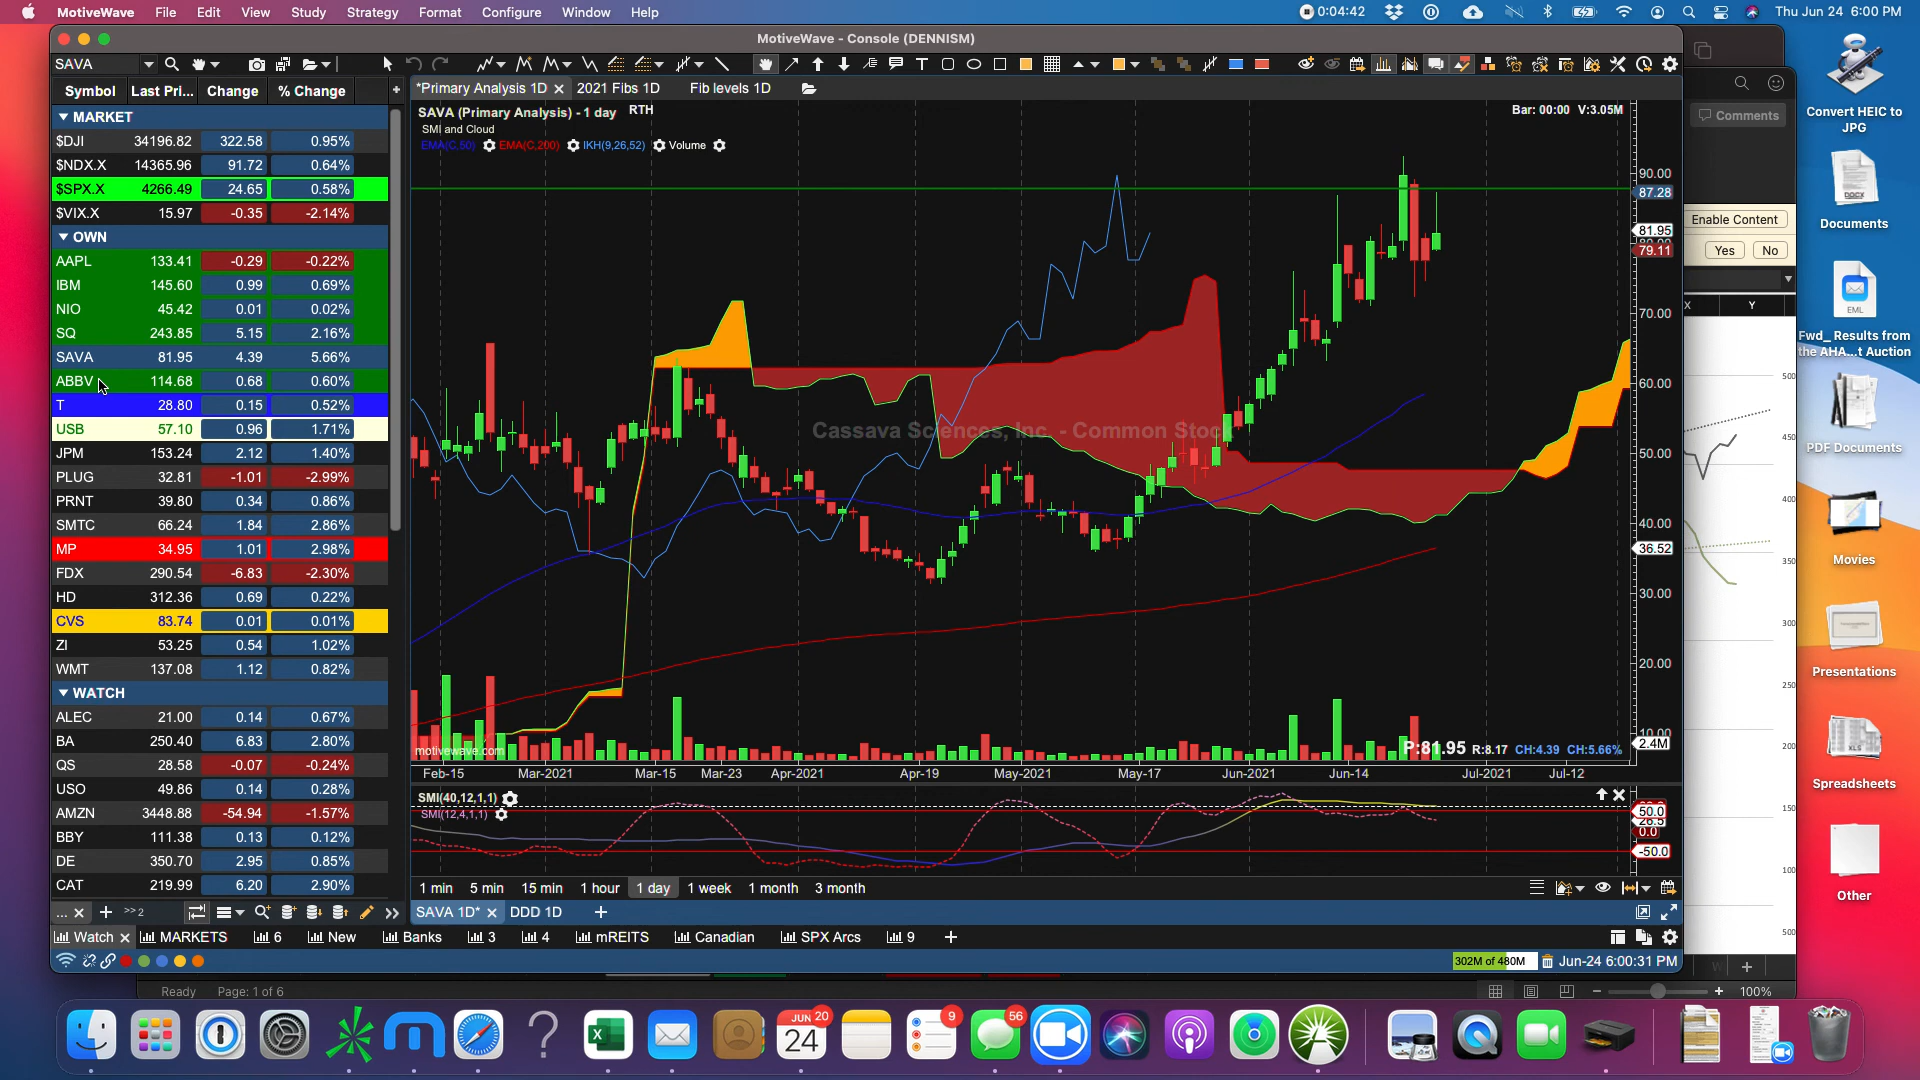 MotiveWave File Edit View Study Strategy Format Configure Window Help 0:04:42 Thu Jun 24 6:00 PM
MotiveWave - Console (DENNISM)
SAVA
Symbol Last Pri... Change % Change +
*Primary Analysis 1D 2021 Fibs 1D Fib levels 1D
SAVA (Primary Analysis) - 1 day RTH Bar: 00:00 V:3.05M
SMI and Cloud
EMA(C,50) EMA(C,200) IKH(9,26,52) Volume
MARKET
$DJI 34196.82 322.58 0.95%
$NDX.X 14365.96 91.72 0.64%
$SPX.X 4266.49 24.65 0.58%
$VIX.X 15.97 -0.35 -2.14%
OWN
AAPL 133.41 -0.29 -0.22%
IBM 145.60 0.99 0.69%
NIO 45.42 0.01 0.02%
SQ 243.85 5.15 2.16%
SAVA 81.95 4.39 5.66%
ABBV 114.68 0.68 0.60%
T 28.80 0.15 0.52%
USB 57.10 0.96 1.71%
JPM 153.24 2.12 1.40%
PLUG 32.81 -1.01 -2.99%
PRNT 39.80 0.34 0.86%
SMTC 66.24 1.84 2.86%
MP 34.95 1.01 2.98%
FDX 290.54 -6.83 -2.30%
HD 312.36 0.69 0.22%
CVS 83.74 0.01 0.01%
ZI 53.25 0.54 1.02%
WMT 137.08 1.12 0.82%
WATCH
ALEC 21.00 0.14 0.67%
BA 250.40 6.83 2.80%
QS 28.58 -0.07 -0.24%
USO 49.86 0.14 0.28%
AMZN 3448.88 -54.94 -1.57%
BBY 111.38 0.13 0.12%
DE 350.70 2.95 0.85%
CAT 219.99 6.20 2.90%
Cassava Sciences, Inc. - Common Stock
90.00
87.28
81.95
79.11
70.00
60.00
50.00
40.00
36.52
30.00
20.00
10.00
2.4M
motivewave.com
P:81.95 R:8.17 CH:4.39 CH:5.66%
Feb-15 Mar-2021 Mar-15 Mar-23 Apr-2021 Apr-19 May-2021 May-17 Jun-2021 Jun-14 Jul-2021 Jul-12
SMI(40,12,1,1)
SMI(12,4,1,1)
50.0
26.5
0.0
-50.0
1 min 5 min 15 min 1 hour 1 day 1 week 1 month 3 month
SAVA 1D* DDD 1D +
... + >>2
Watch MARKETS 6 New Banks 3 4 mREITS Canadian SPX Arcs 9 +
302M of 480M Jun-24 6:00:31 PM
Ready Page: 1 of 6 100%
Comments
Enable Content
Yes No
X Y
500
450
400
350
300
250
200
150
100
500
Convert HEIC to
JPG
DOCX
Documents
EML
Fwd_ Results from
the AHA...t Auction
PDF Documents
Movies
Presentations
XLS
Spreadsheets
Other
JUN 20
24
9
56